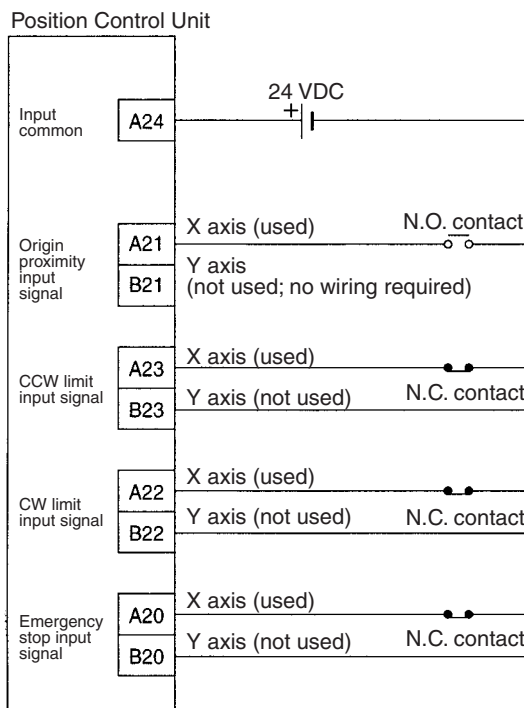 Position Control Unit
24 VDC
+
Input
common
A24
X axis (used)
N.O. contact
Origin
proximity
input
signal
A21
B21
Y axis
(not used; no wiring required)
X axis (used)
CCW limit
input signal
A23
B23
Y axis (not used)
N.C. contact
X axis (used)
CW limit
input signal
A22
B22
Y axis (not used)
N.C. contact
X axis (used)
Emergency
stop input
signal
A20
B20
Y axis (not used)
N.C. contact